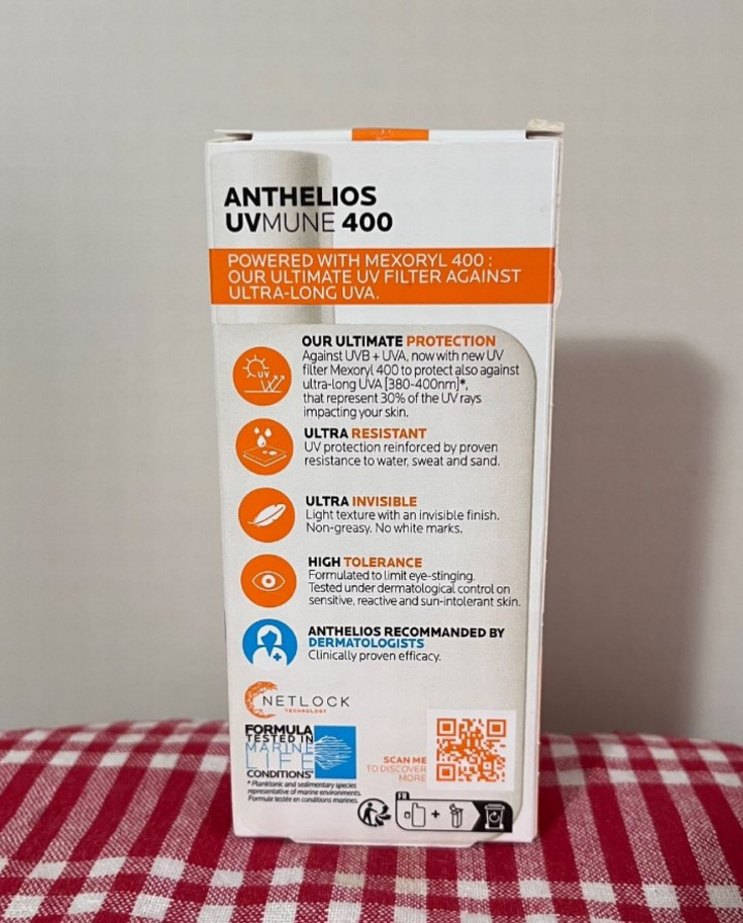 ANTHELIOS
UVMUNE 400
POWERED WITH MEXORYL 400 :
OUR ULTIMATE UV FILTER AGAINST
ULTRA-LONG UVA.
OUR ULTIMATE PROTECTION
Against UVB + UVA, now with new UV
filter Mexoryl 400 to protect also against
ultra-long UVA [380-400nm]*,
that represent 30% of the UV rays
impacting your skin.
UV
ULTRA RESISTANT
UV protection reinforced by proven
resistance to water, sweat and sand.
ULTRA INVISIBLE
Light texture with an invisible finish.
Non-greasy. No white marks.
HIGH TOLERANCE
Formulated to limit eye-stinging.
Tested under dermatological control on
sensitive, reactive and sun-intolerant skin.
ANTHELIOS RECOMMANDED BY
DERMATOLOGISTS
Clinically proven efficacy.
NETLOCK
TECHNOLOGY
FORMULA
TESTED IN
MARINE
LIFE
CONDITIONS*
* Planktonic and sedimentary species
representative of marine environments.
Formule testée en conditions marines.
SCAN ME
TO DISCOVER
MORE
FR
+